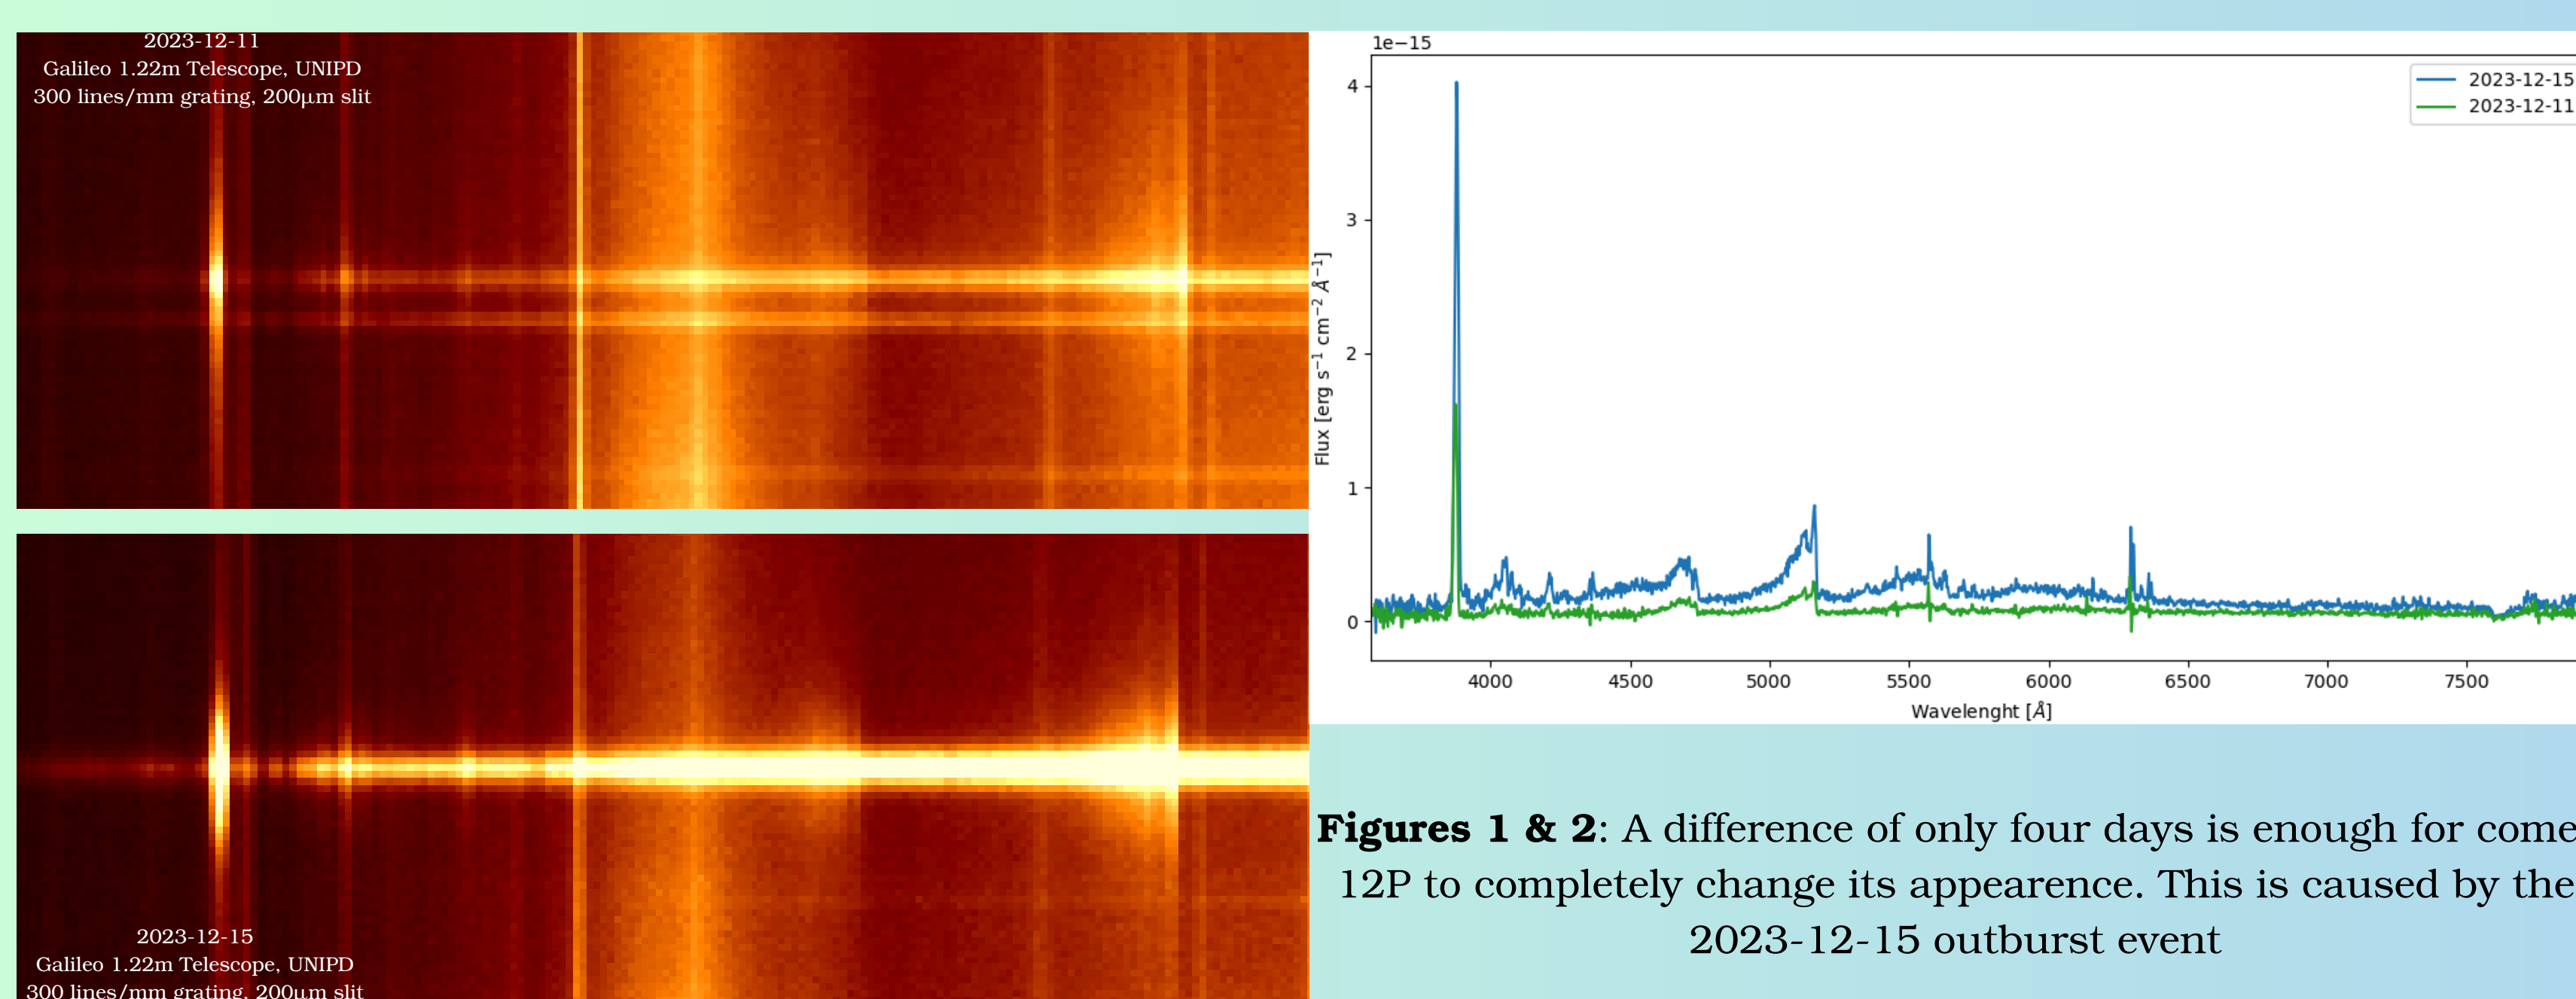 2023-12-11
Galileo 1.22m Telescope, UNIPD
300 lines/mm grating, 200μm slit
2023-12-15
Galileo 1.22m Telescope, UNIPD
300 lines/mm grating, 200μm slit
1e−15
4
3
2
1
0
Flux [erg s⁻¹ cm⁻² Å⁻¹]
2023-12-15
2023-12-11
4000 4500 5000 5500 6000 6500 7000 7500
Wavelenght [Å]
Figures 1 & 2: A difference of only four days is enough for come
12P to completely change its appearence. This is caused by the
2023-12-15 outburst event